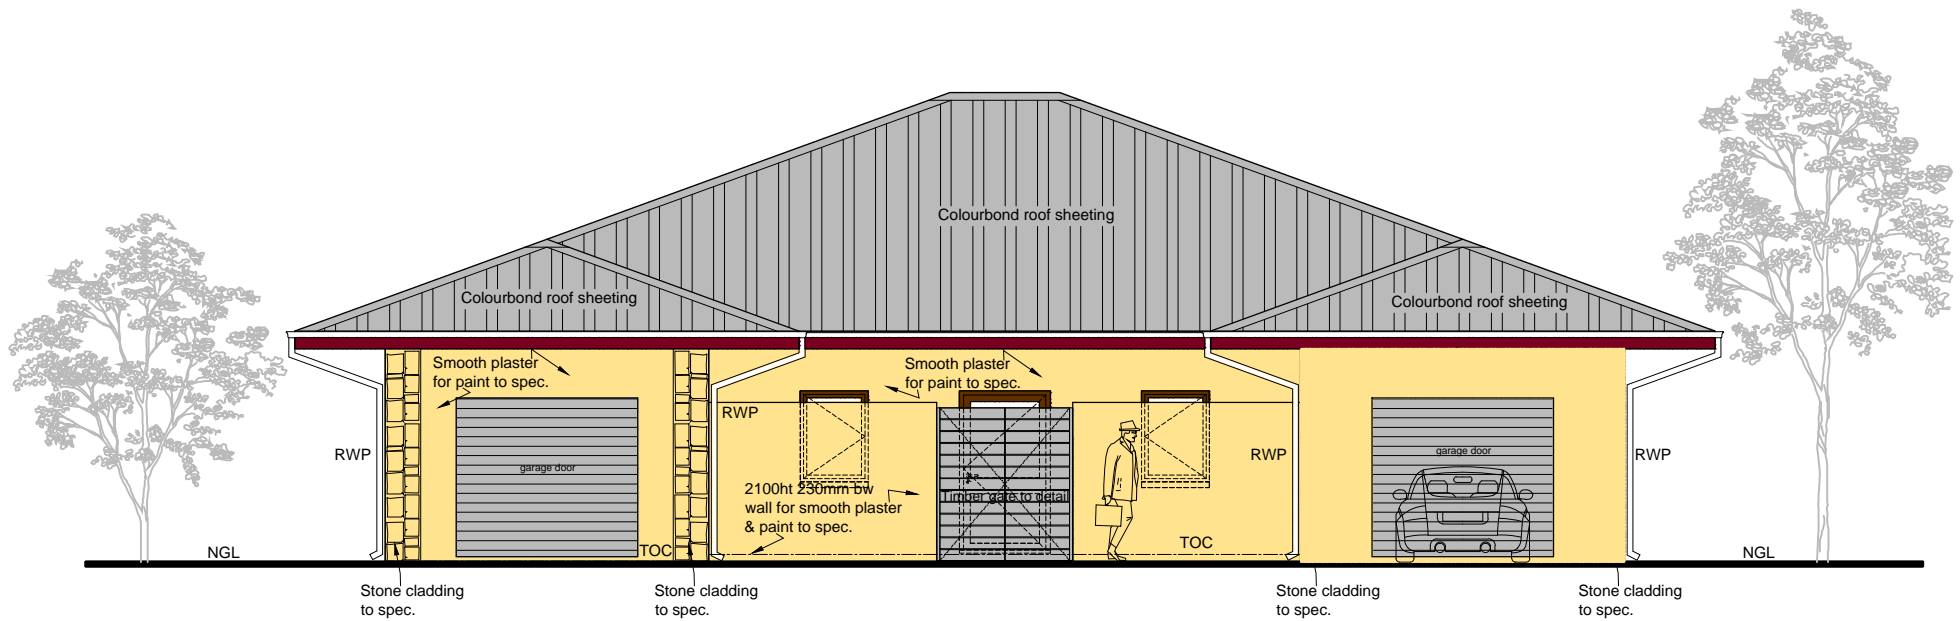 Colourbond roof sheeting
Colourbond roof sheeting
Colourbond roof sheeting
Smooth plaster
for paint to spec.
Smooth plaster
for paint to spec.
RWP
RWP
RWP
RWP
garage door
garage door
2100ht 230mm bw
wall for smooth plaster
& paint to spec.
Timber gate to detail
NGL
TOC
TOC
NGL
Stone cladding
to spec.
Stone cladding
to spec.
Stone cladding
to spec.
Stone cladding
to spec.